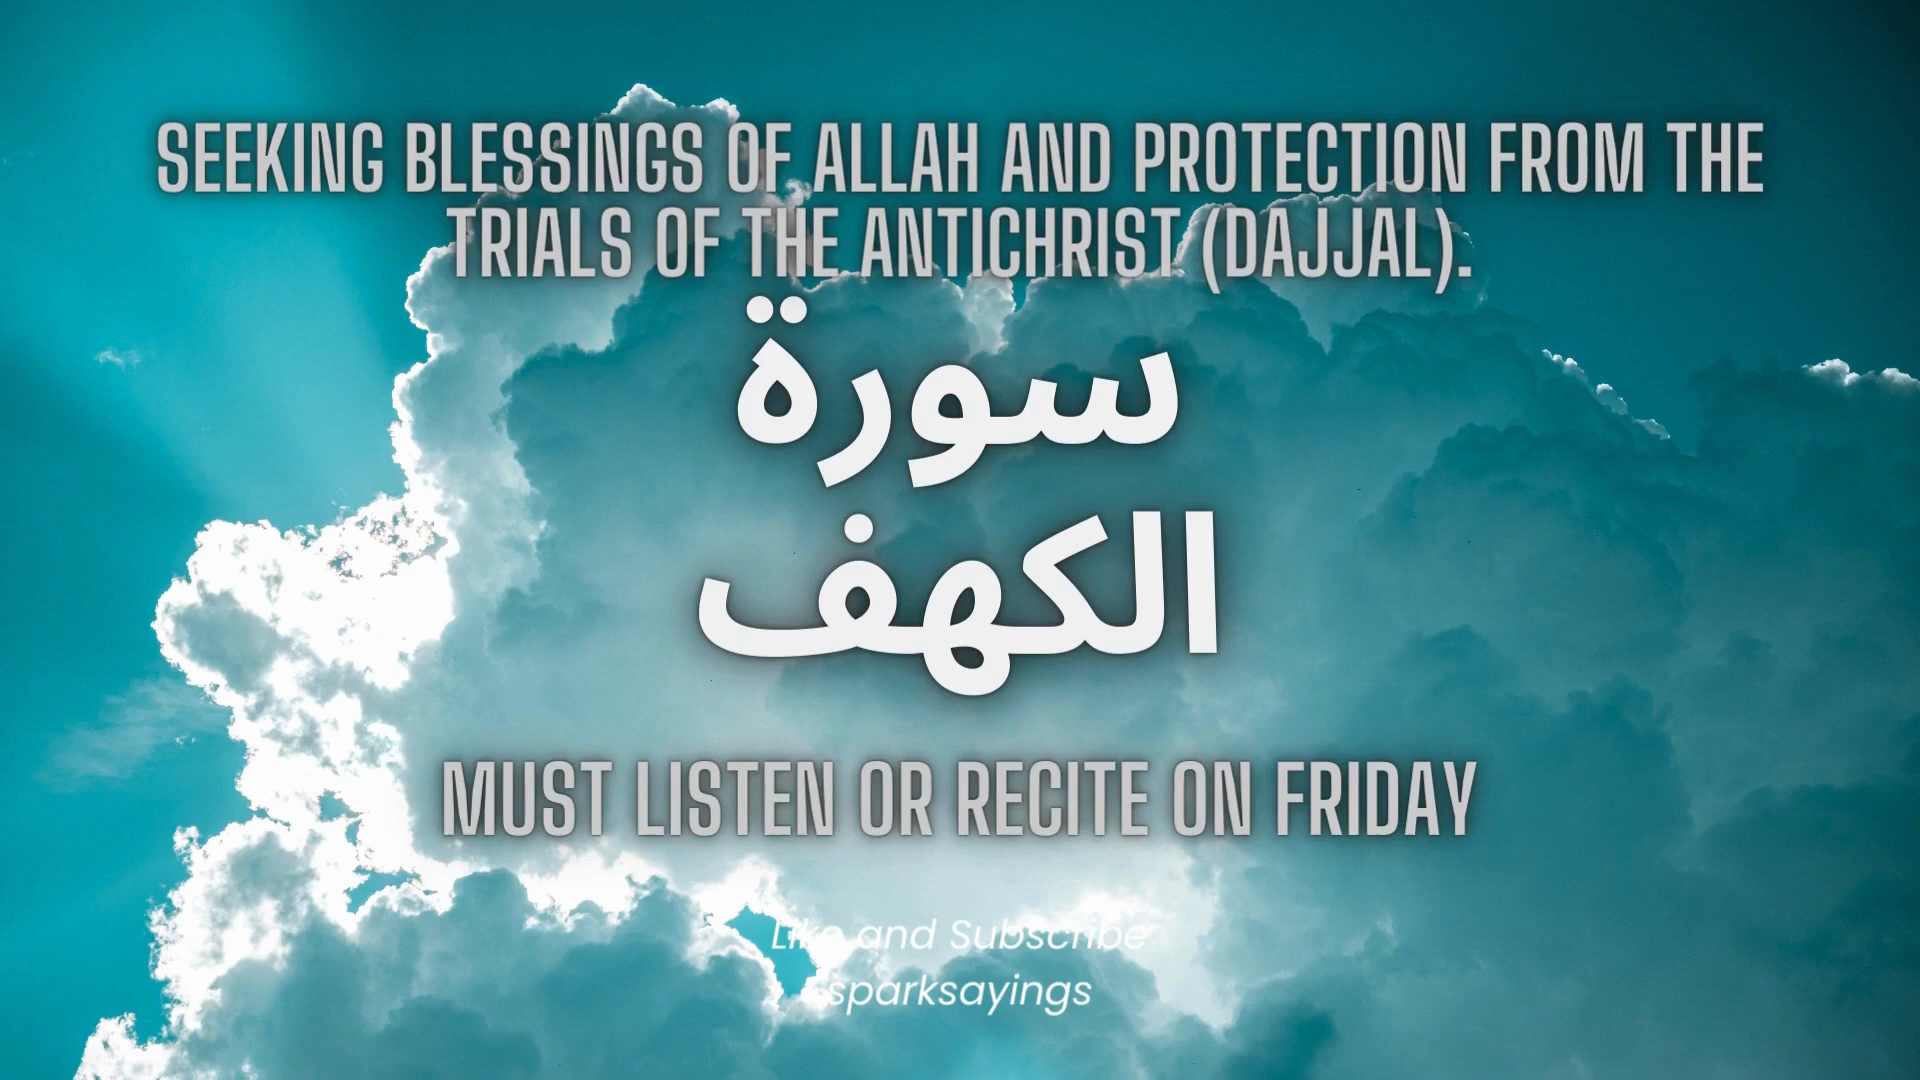 SEEKING BLESSINGS OF ALLAH AND PROTECTION FROM THE
TRIALS OF THE ANTICHRIST (DAJJAL).
سورة
الكهف
MUST LISTEN OR RECITE ON FRIDAY
Like and Subscribe
sparksayings